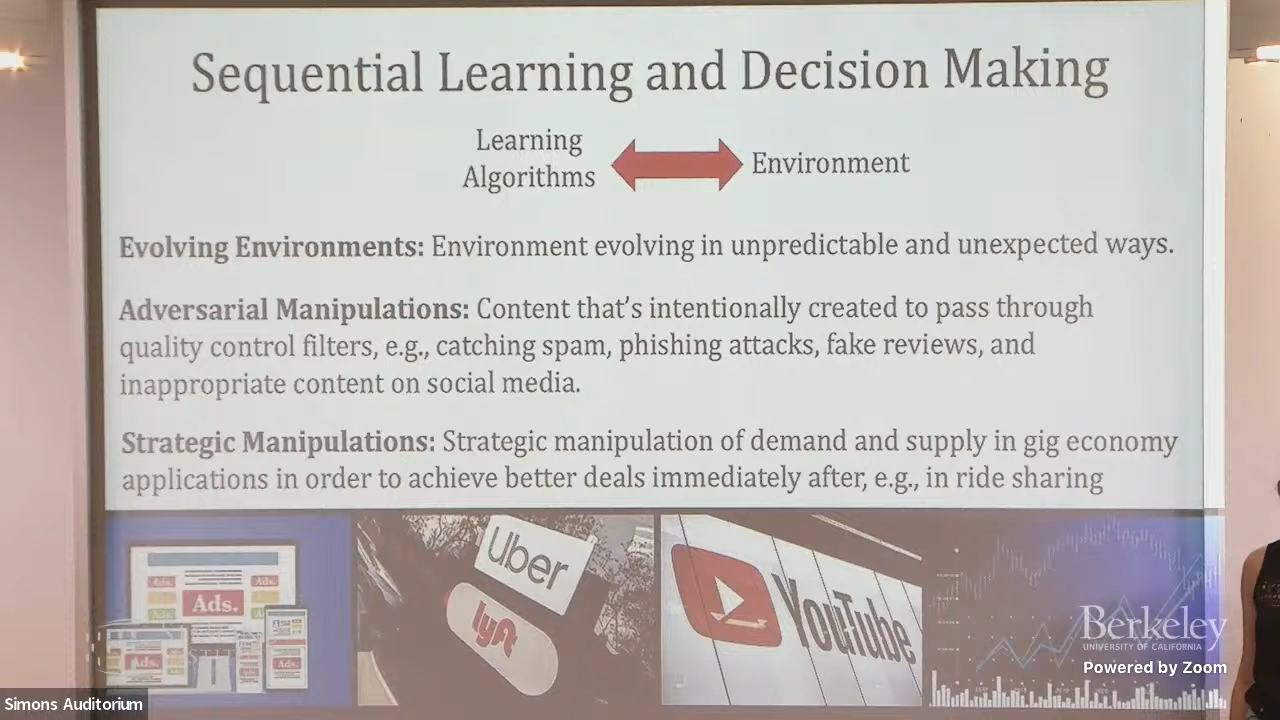 Sequential Learning and Decision Making
Learning
Algorithms
Environment
Evolving Environments: Environment evolving in unpredictable and unexpected ways.
Adversarial Manipulations: Content that's intentionally created to pass through
quality control filters, e.g., catching spam, phishing attacks, fake reviews, and
inappropriate content on social media.
Strategic Manipulations: Strategic manipulation of demand and supply in gig economy
applications in order to achieve better deals immediately after, e.g., in ride sharing
Ads.
Ads.
Ads.
Ads.
Ads.
Ads.
Uber
lyft
YouTube
Berkeley
UNIVERSITY OF CALIFORNIA
Powered by Zoom
Simons Auditorium